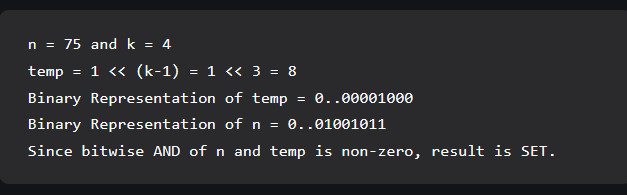 n = 75 and k = 4
temp = 1 << (k-1) = 1 << 3 = 8
Binary Representation of temp = 0..00001000
Binary Representation of n = 0..01001011
Since bitwise AND of n and temp is non-zero, result is SET.